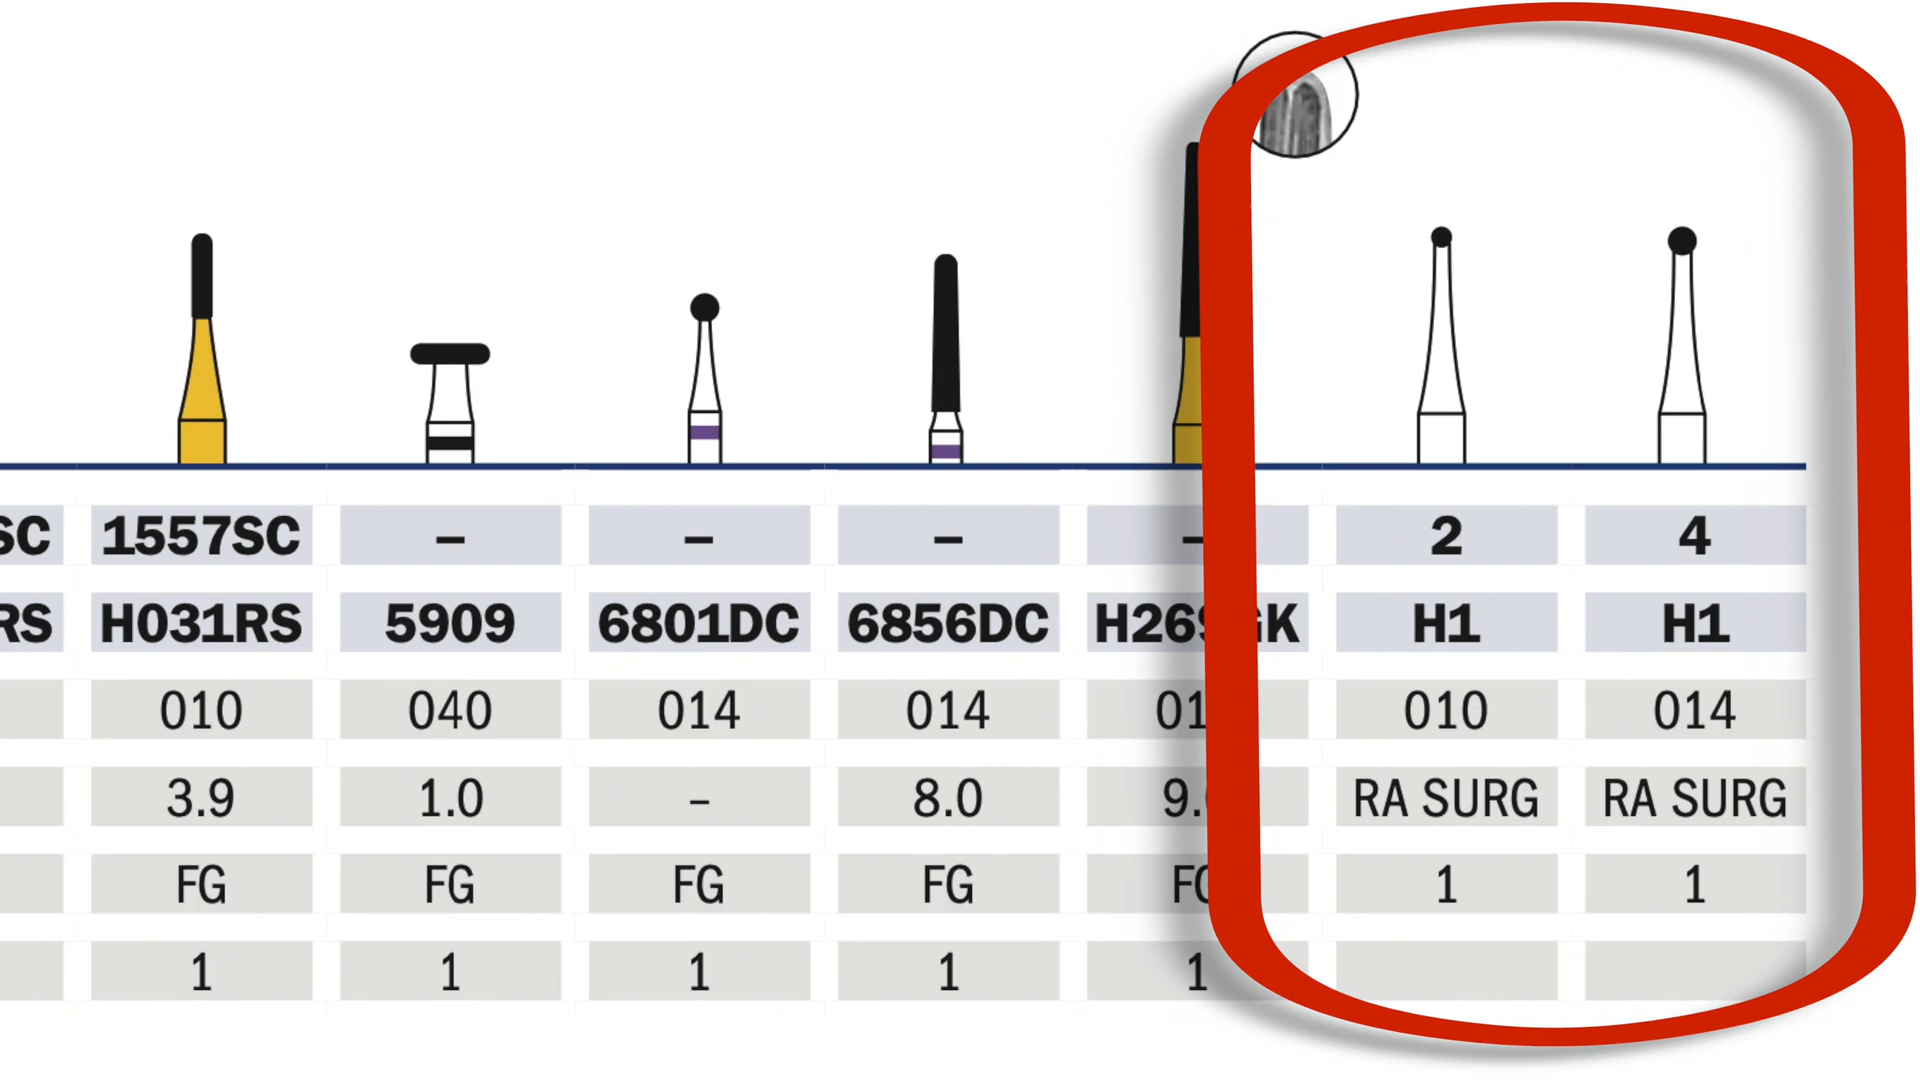 SC 1557SC – – – – 2 4
RS H031RS 5909 6801DC 6856DC H26 K H1 H1
010 040 014 014 01 010 014
3.9 1.0 – 8.0 9. RA SURG RA SURG
FG FG FG FG FG 1 1
1 1 1 1 1